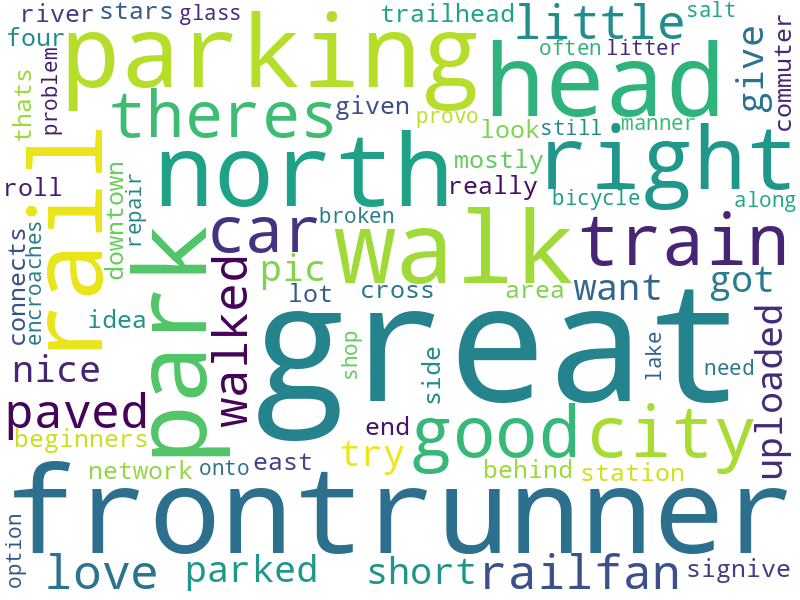 river stars glass trailhead little salt
four parking head often litter give commuter
thats problem theres given provo look still manner
rail north mostly right
roll downtown repair really bicycle along
connects encroaches park car broken walk train
walked pic lot cross area want got
idea great shop side lake need uploaded
nice
paved good city
beginners end try
network onto east behind station
option frontrunner
love parked short railfan signive